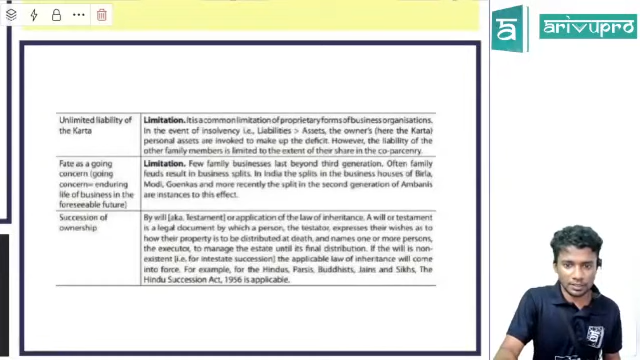 arivupro
Unlimited liability of
the Karta
Limitation. It is a common limitation of proprietary forms of business organisations.
In the event of insolvency i.e., Liabilities > Assets, the owner's (here the Karta)
personal assets are invoked to make up the deficit. However, the liability of the
other family members is limited to the extent of their share in the co-parceny.
Fate as a going
concern (going
concern= enduring
life of business in the
foreseeable future]
Limitation. Few family businesses last beyond third generation. Often family
feuds result in business splits. In India the splits in the business houses of Birla,
Modi, Goenkas and more recently the split in the second generation of Ambanis
are instances to this effect.
Succession of
ownership
By will [aka, Testament] or application of the law of inheritance. A will or testament
is a legal document by which a person, the testator, expresses their wishes as to
how their property is to be distributed at death, and names one or more persons,
the executor, to manage the estate until its final distribution. If the will is non-
existent [i.e. for intestate succession] the applicable law of inheritance will come
into force. For example, for the Hindus, Parsis, Buddhists, Jains and Sikhs, The
Hindu Succession Act, 1956 is applicable.